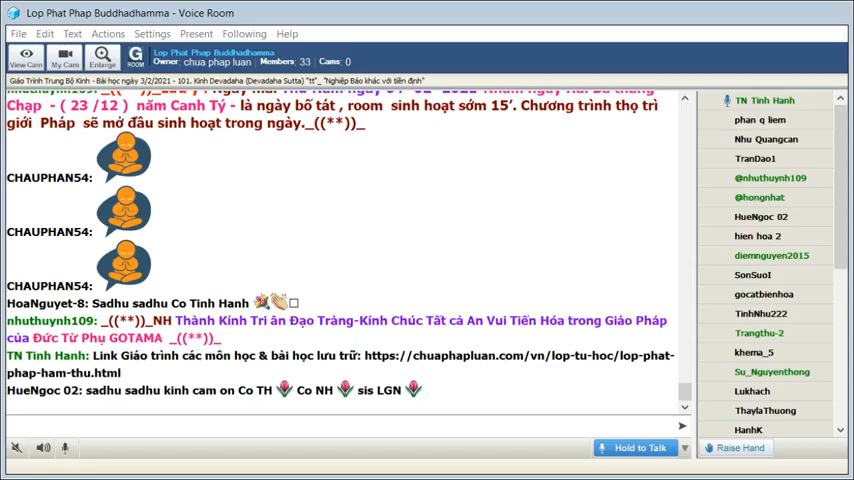 Lop Phat Phap Buddhadhamma - Voice Room
File Edit Text Actions Settings Present Following Help
View Cam My Cam Enlarge G ROOM
Lop Phat Phap Buddhadhamma
Owner: chua phap luan Members: 33 Cams: 0
Giáo Trình Trung Bộ Kinh - Bài học ngày 3/2/2021 - 101. Kinh Devadaha (Devadaha Sutta) "tt"_ "Nghiệp Báo khác với tiền định"
Chạp - ( 23 /12 ) năm Canh Tý - là ngày bố tát , room sinh hoạt sớm 15’. Chương trình thọ trì
giới Pháp sẽ mở đầu sinh hoạt trong ngày._((**))_
CHAUPHAN54:
CHAUPHAN54:
CHAUPHAN54:
HoaNguyet-8: Sadhu sadhu Co Tinh Hanh
nhuthuynh109: _((**))_NH Thành Kính Tri ân Đạo Tràng-Kính Chúc Tất cả An Vui Tiến Hóa trong Giáo Pháp
của Đức Từ Phụ GOTAMA _((**))_
TN Tinh Hanh: Link Giáo trình các môn học & bài học lưu trữ: https://chuaphapluan.com/vn/lop-tu-hoc/lop-phat-
phap-ham-thu.html
HueNgoc 02: sadhu sadhu kinh cam on Co TH Co NH sis LGN
Hold to Talk
Raise Hand
TN Tinh Hanh
phan q liem
Nhu Quangcan
TranDao1
@nhuthuynh109
@hongnhat
HueNgoc 02
hien hoa 2
diemnguyen2015
SonSuoI
gocatbienhoa
TinhNhu222
Trangthu-2
khema_5
Su_Nguyenthong
Lukhach
ThaylaThuong
HanhK